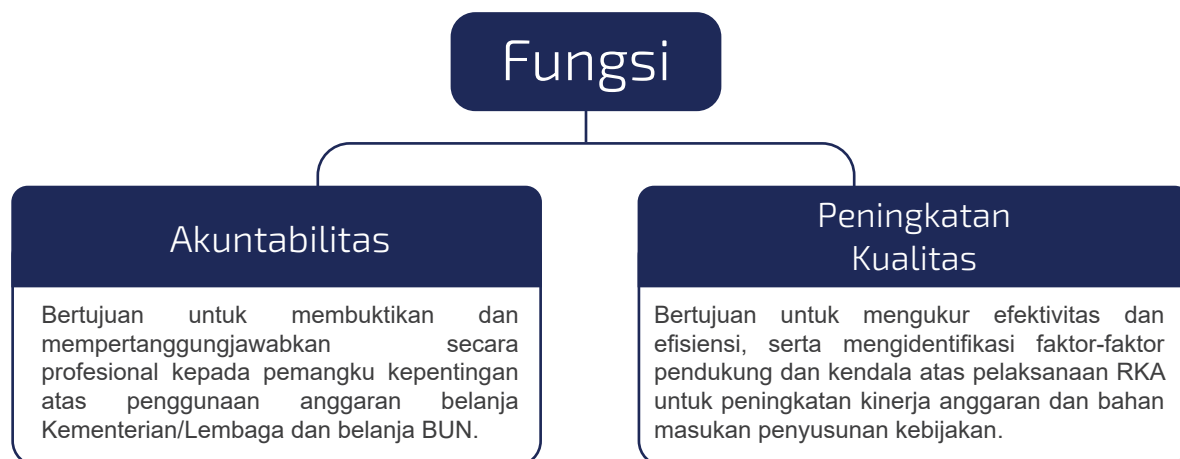 Fungsi
Akuntabilitas
Bertujuan untuk membuktikan dan
mempertanggungjawabkan secara
profesional kepada pemangku kepentingan
atas penggunaan anggaran belanja
Kementerian/Lembaga dan belanja BUN.
Peningkatan
Kualitas
Bertujuan untuk mengukur efektivitas dan
efisiensi, serta mengidentifikasi faktor-faktor
pendukung dan kendala atas pelaksanaan RKA
untuk peningkatan kinerja anggaran dan bahan
masukan penyusunan kebijakan.